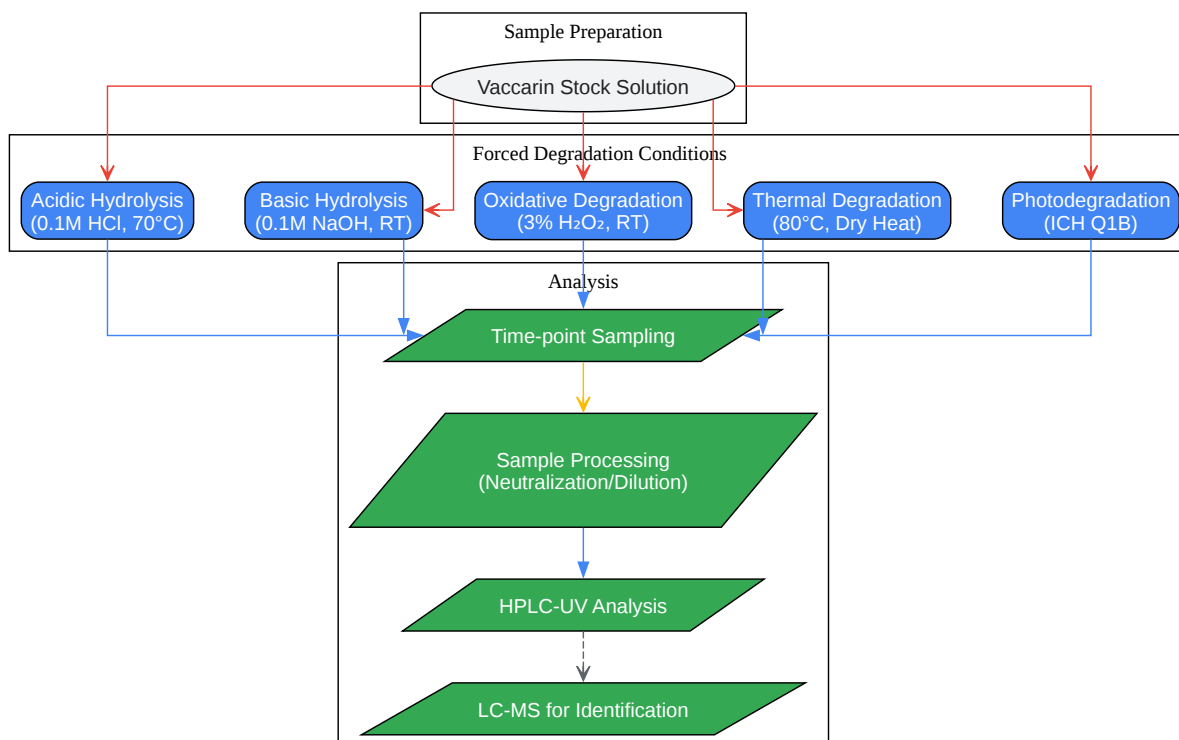 Sample Preparation
Vaccarin Stock Solution
Forced Degradation Conditions
Acidic Hydrolysis
(0.1M HCl, 70°C)
Basic Hydrolysis
(0.1M NaOH, RT)
Oxidative Degradation
(3% H₂O₂, RT)
Thermal Degradation
(80°C, Dry Heat)
Photodegradation
(ICH Q1B)
Analysis
Time-point Sampling
Sample Processing
(Neutralization/Dilution)
HPLC-UV Analysis
LC-MS for Identification